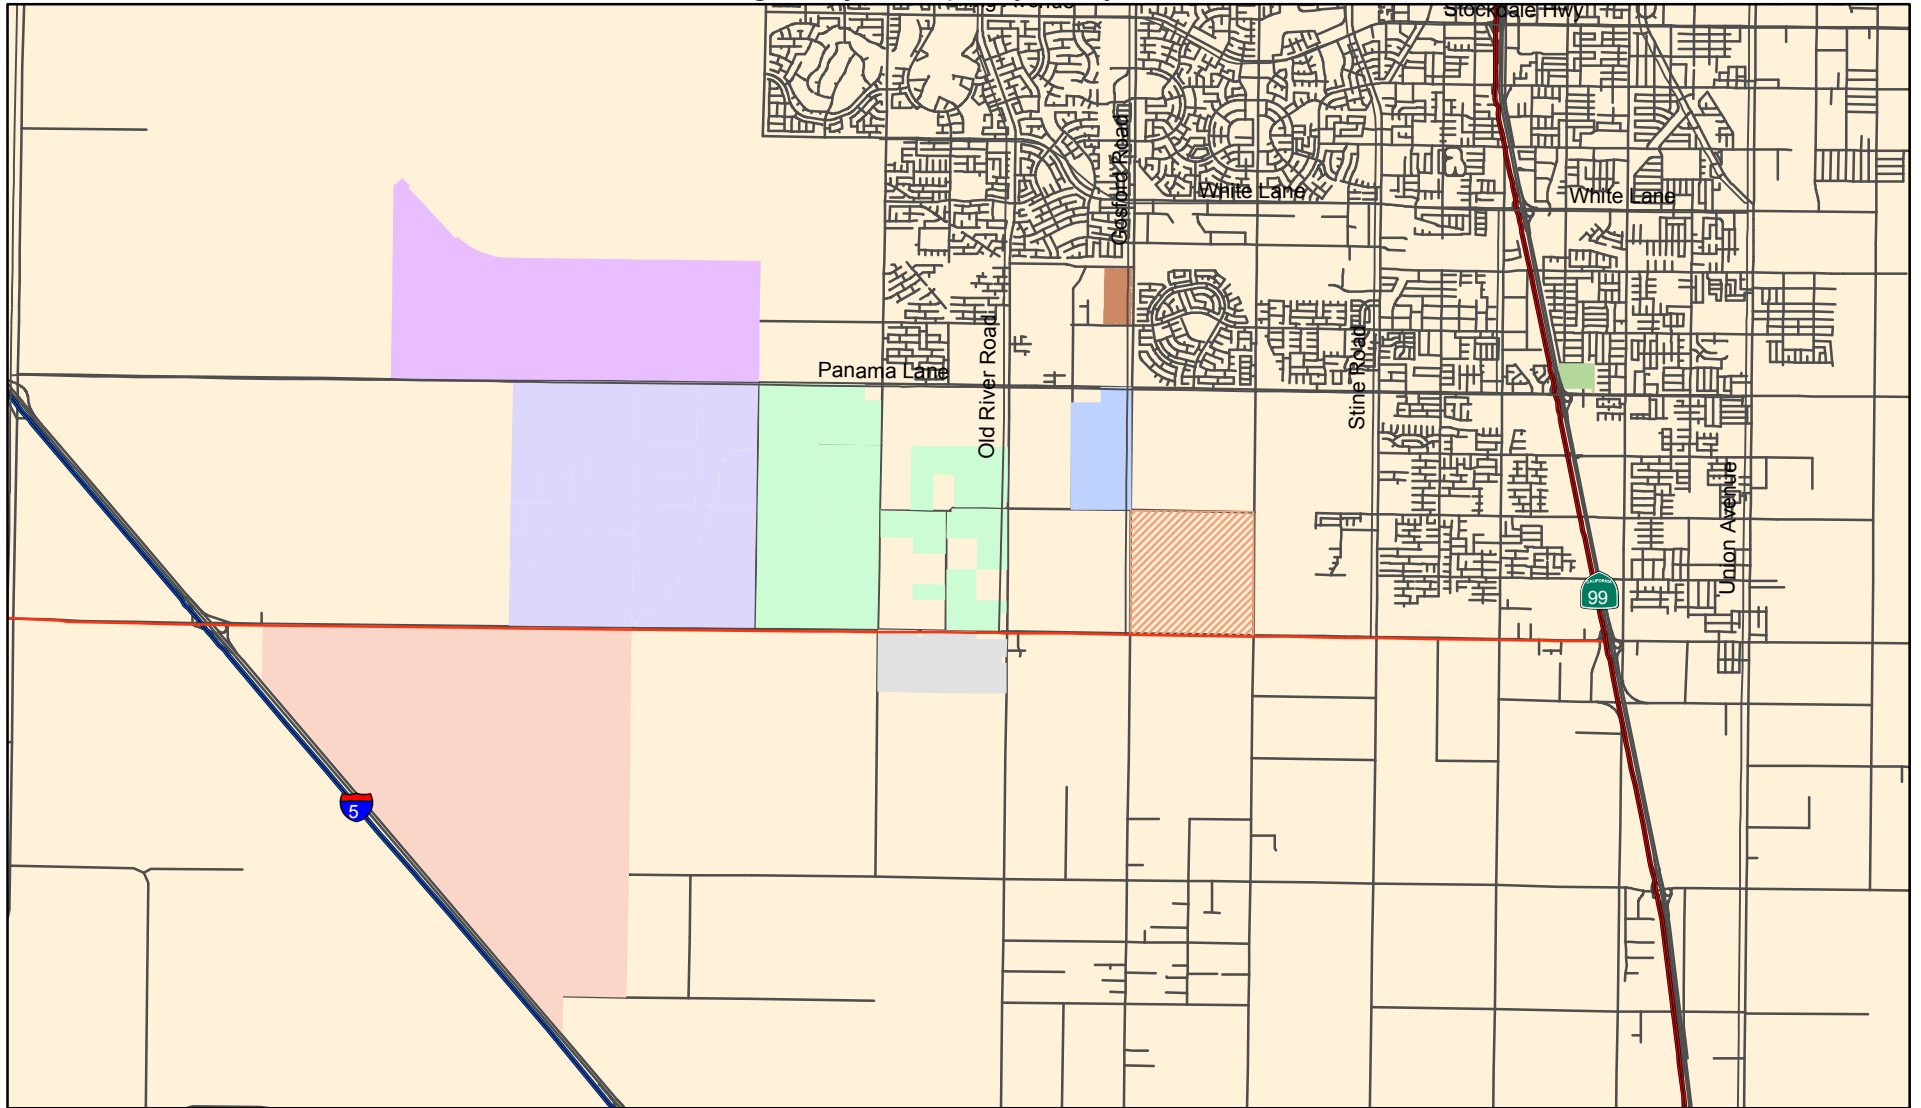 Stockdale Hwy
Gosford Road
White Lane
White Lane
Old River Road
Stine Road
Panama Lane
Union Avenue
CALIFORNIA
99
5